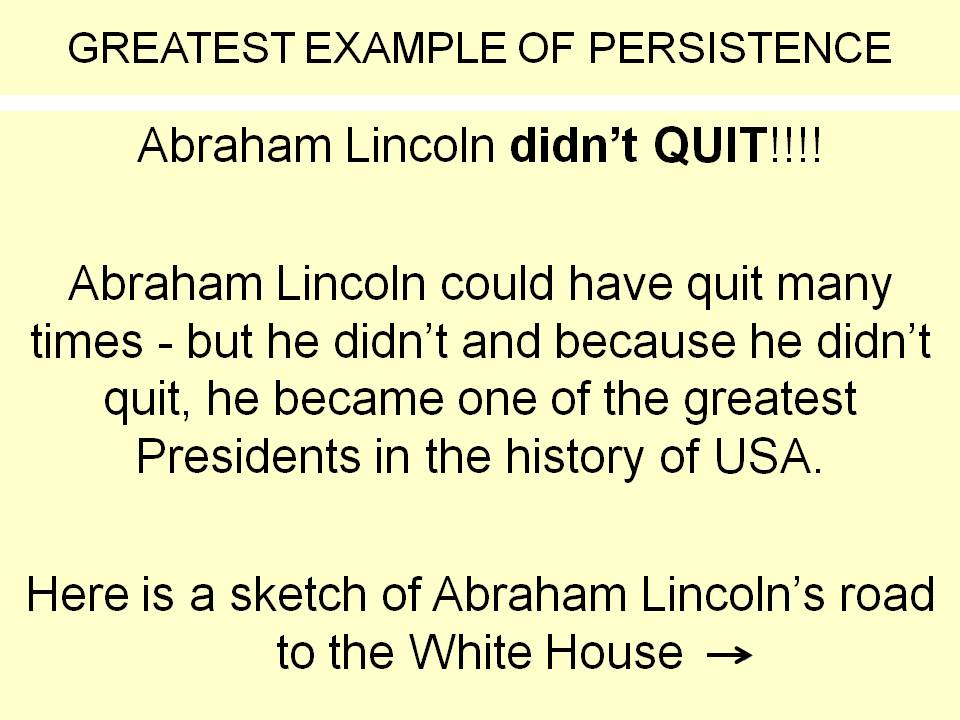 GREATEST EXAMPLE OF PERSISTENCE
Abraham Lincoln didn’t QUIT!!!!
Abraham Lincoln could have quit many
times - but he didn’t and because he didn’t
quit, he became one of the greatest
Presidents in the history of USA.
Here is a sketch of Abraham Lincoln’s road
to the White House →